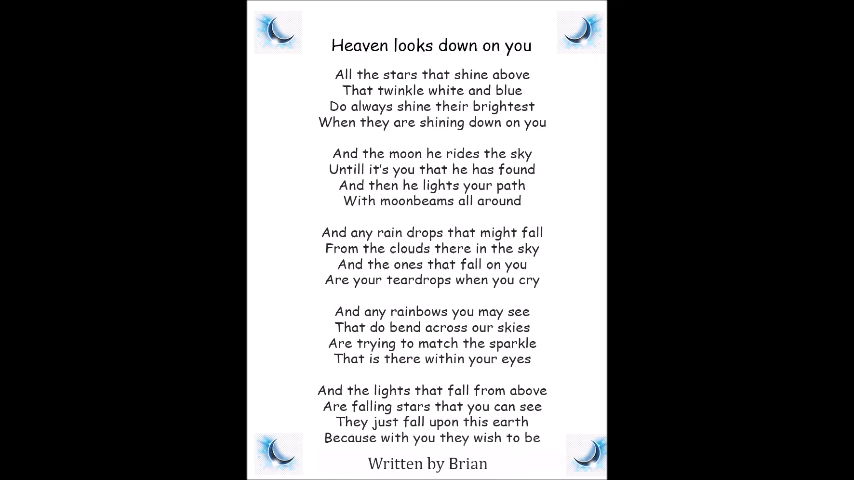 Heaven looks down on you
All the stars that shine above
That twinkle white and blue
Do always shine their brightest
When they are shining down on you
And the moon he rides the sky
Untill it's you that he has found
And then he lights your path
With moonbeams all around
And any rain drops that might fall
From the clouds there in the sky
And the ones that fall on you
Are your teardrops when you cry
And any rainbows you may see
That do bend across our skies
Are trying to match the sparkle
That is there within your eyes
And the lights that fall from above
Are falling stars that you can see
They just fall upon this earth
Because with you they wish to be
Written by Brian